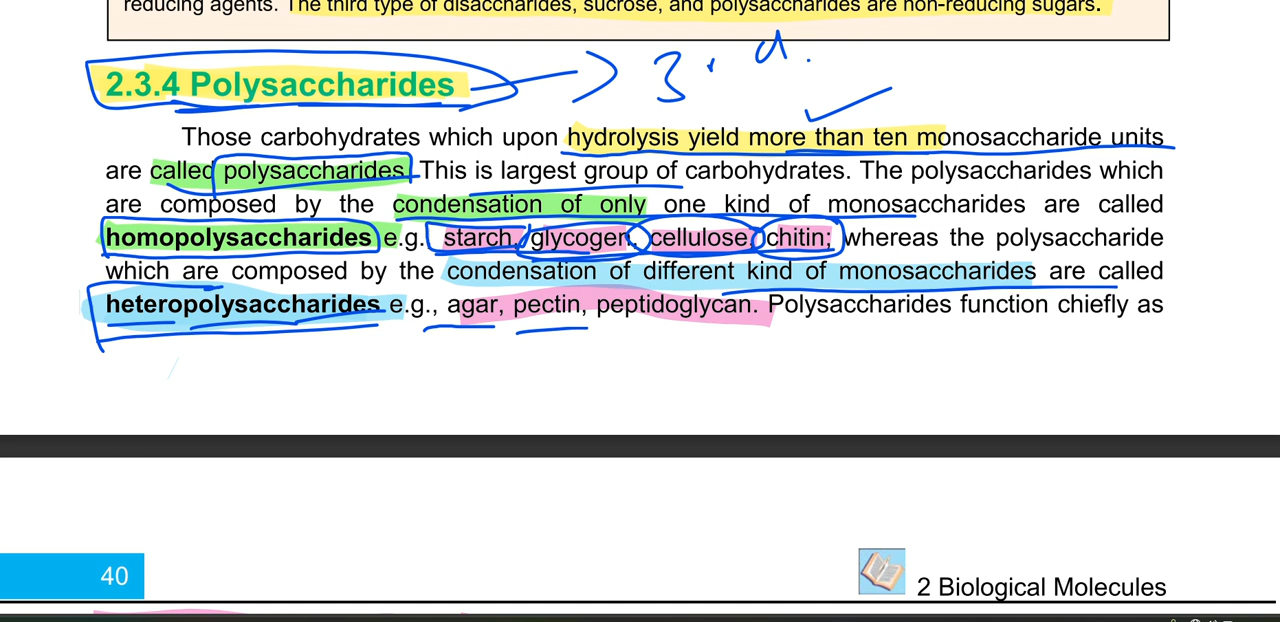 reducing agents. The third type of disaccharides, sucrose, and polysaccharides are non-reducing sugars.
2.3.4 Polysaccharides
3. d.
Those carbohydrates which upon hydrolysis yield more than ten monosaccharide units
are called polysaccharides. This is largest group of carbohydrates. The polysaccharides which
are composed by the condensation of only one kind of monosaccharides are called
homopolysaccharides e.g. starch, glycogen, cellulose, chitin; whereas the polysaccharide
which are composed by the condensation of different kind of monosaccharides are called
heteropolysaccharides e.g., agar, pectin, peptidoglycan. Polysaccharides function chiefly as
40
2 Biological Molecules